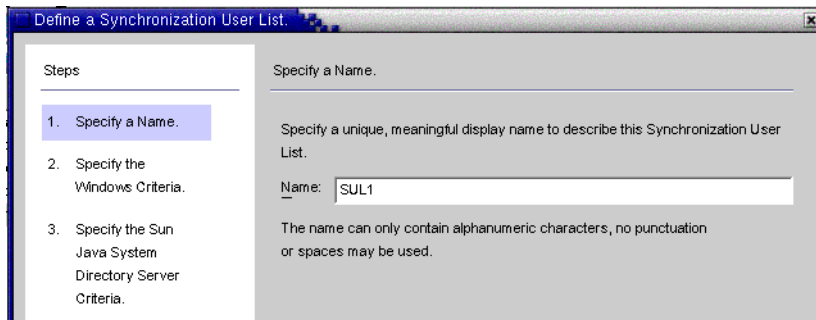 Define a Synchronization User List.
Steps
1. Specify a Name.
2. Specify the
Windows Criteria.
3. Specify the Sun
Java System
Directory Server
Criteria.
Specify a Name.
Specify a unique, meaningful display name to describe this Synchronization User
List.
Name: SUL1
The name can only contain alphanumeric characters, no punctuation
or spaces may be used.